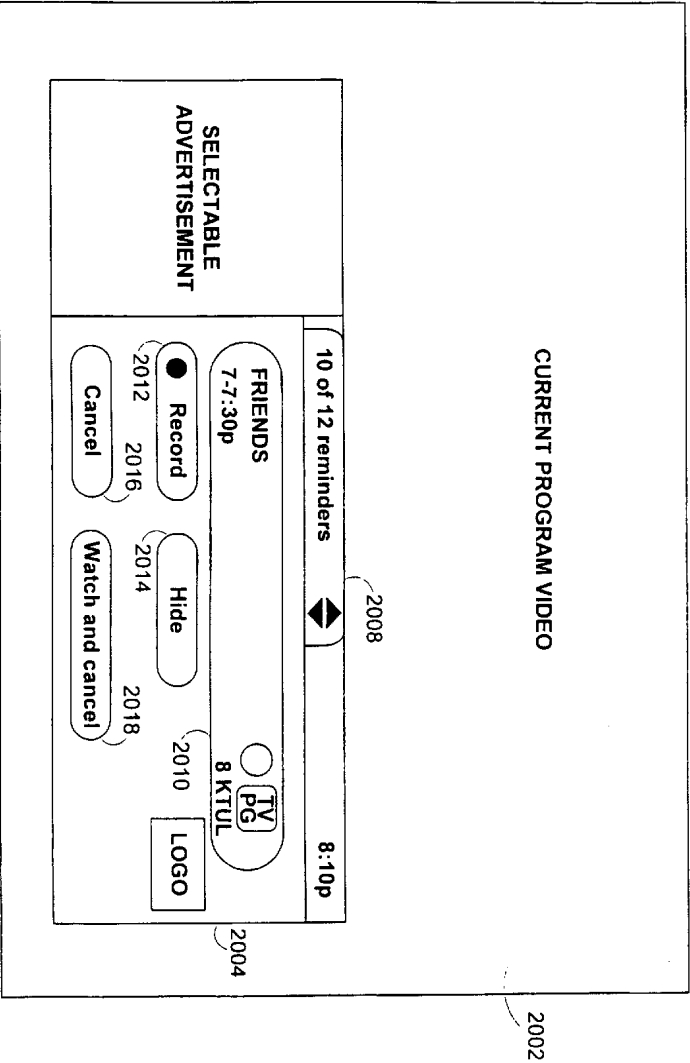 CURRENT PROGRAM VIDEO
2002
2008
10 of 12 reminders
8:10p
2004
SELECTABLE
ADVERTISEMENT
FRIENDS
7-7:30p
TV
PG
8 KTUL
2010
Record
Hide
LOGO
2012
2014
2016
2018
Cancel
Watch and cancel